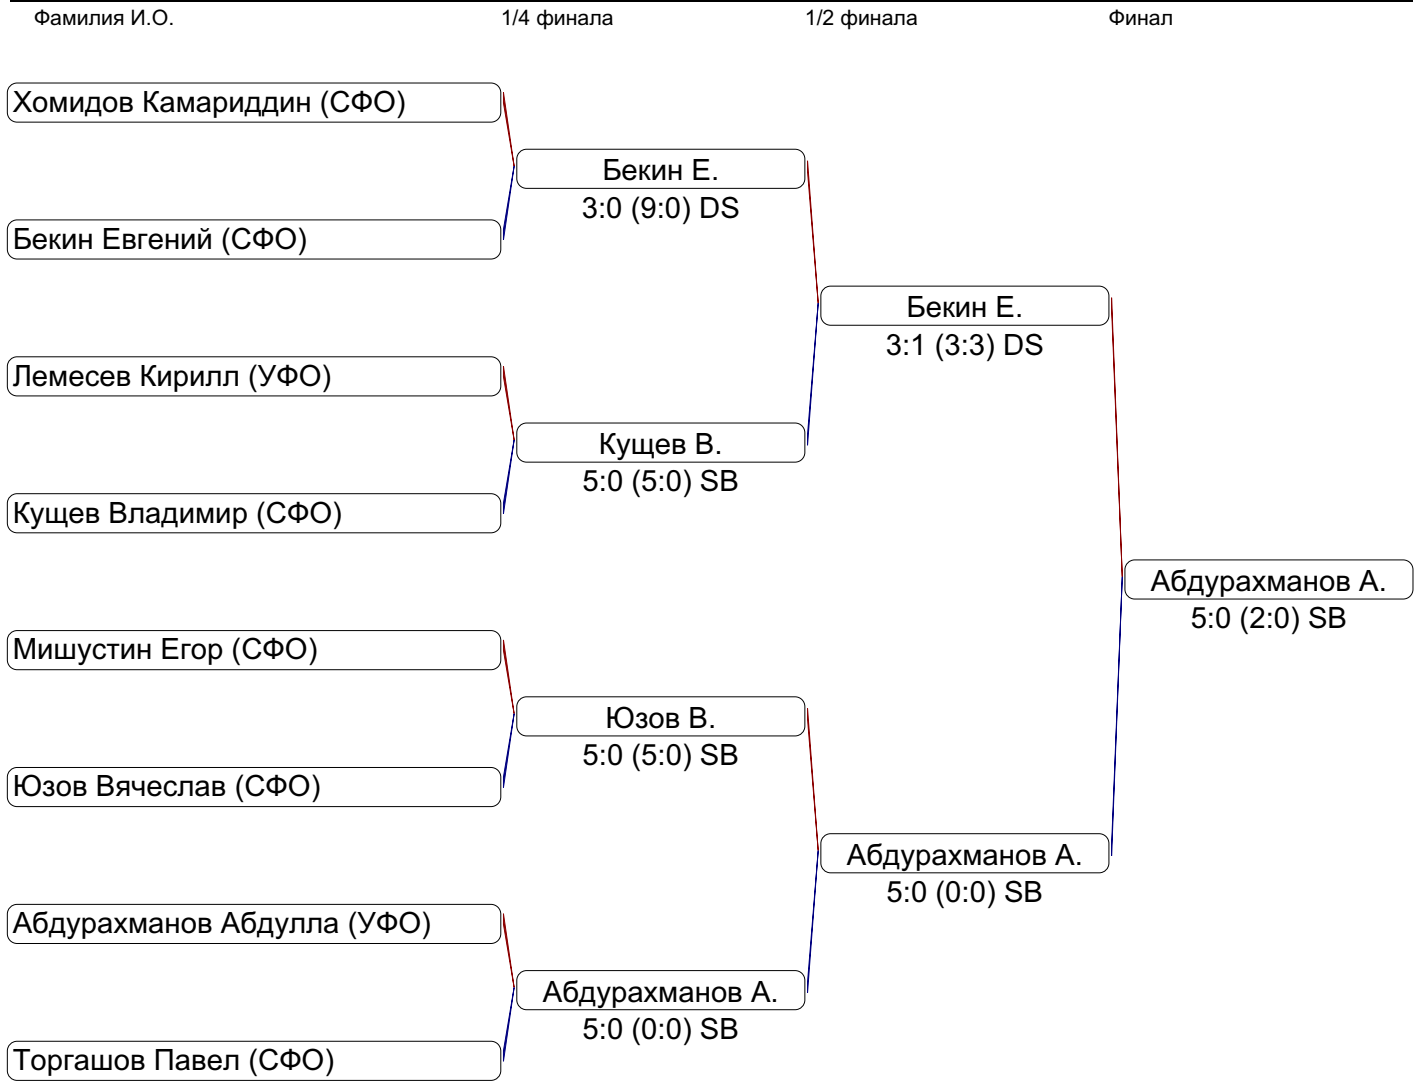 Фамилия И.О. 1/4 финала 1/2 финала Финал
Хомидов Камариддин (СФО)
Бекин Е.
3:0 (9:0) DS
Бекин Евгений (СФО)
Бекин Е.
3:1 (3:3) DS
Лемесев Кирилл (УФО)
Кущев В.
5:0 (5:0) SB
Кущев Владимир (СФО)
Абдурахманов А.
5:0 (2:0) SB
Мишустин Егор (СФО)
Юзов В.
5:0 (5:0) SB
Юзов Вячеслав (СФО)
Абдурахманов А.
5:0 (0:0) SB
Абдурахманов Абдулла (УФО)
Абдурахманов А.
5:0 (0:0) SB
Торгашов Павел (СФО)